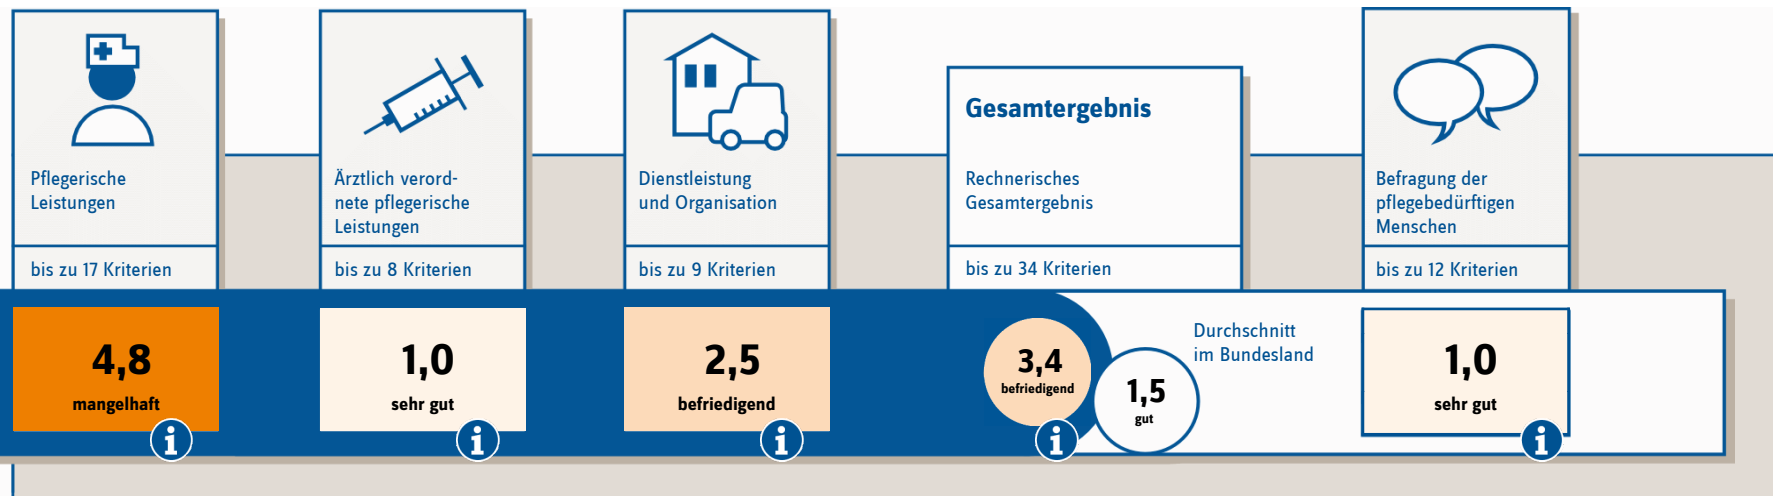 Pflegerische
Leistungen
bis zu 17 Kriterien
4,8
mangelhaft
i
Ärztlich verord-
nete pflegerische
Leistungen
bis zu 8 Kriterien
1,0
sehr gut
i
Dienstleistung
und Organisation
bis zu 9 Kriterien
2,5
befriedigend
i
Gesamtergebnis
Rechnerisches
Gesamtergebnis
bis zu 34 Kriterien
3,4
befriedigend
i
1,5
gut
Durchschnitt
im Bundesland
Befragung der
pflegebedürftigen
Menschen
bis zu 12 Kriterien
1,0
sehr gut
i